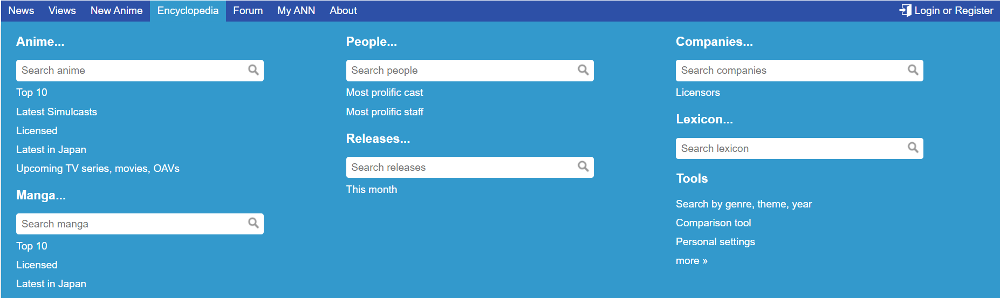 News Views New Anime Encyclopedia Forum My ANN About Login or Register
Anime...
Search anime
Top 10
Latest Simulcasts
Licensed
Latest in Japan
Upcoming TV series, movies, OAVs
Manga...
Search manga
Top 10
Licensed
Latest in Japan
People...
Search people
Most prolific cast
Most prolific staff
Releases...
Search releases
This month
Companies...
Search companies
Licensors
Lexicon...
Search lexicon
Tools
Search by genre, theme, year
Comparison tool
Personal settings
more »